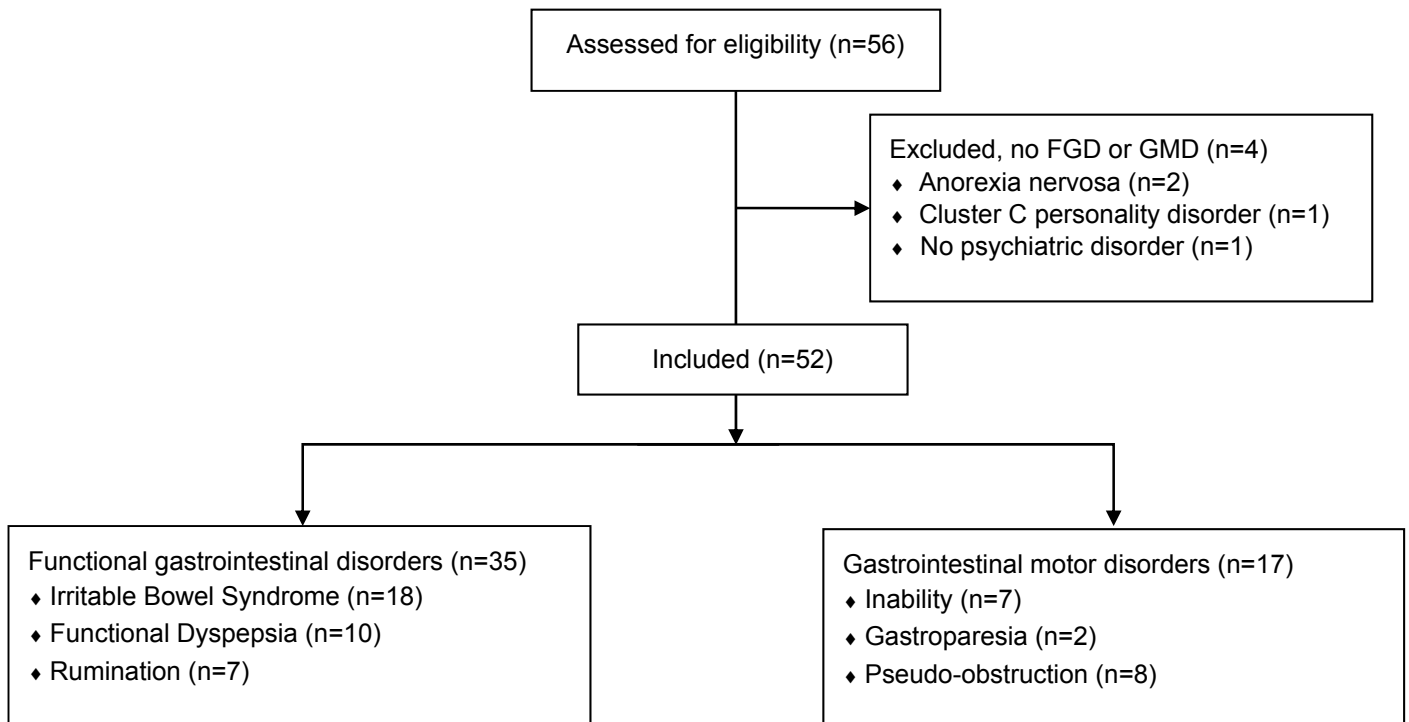 Assessed for eligibility (n=56)
Excluded, no FGD or GMD (n=4)
♦ Anorexia nervosa (n=2)
♦ Cluster C personality disorder (n=1)
♦ No psychiatric disorder (n=1)
Included (n=52)
Functional gastrointestinal disorders (n=35)
♦ Irritable Bowel Syndrome (n=18)
♦ Functional Dyspepsia (n=10)
♦ Rumination (n=7)
Gastrointestinal motor disorders (n=17)
♦ Inability (n=7)
♦ Gastroparesia (n=2)
♦ Pseudo-obstruction (n=8)